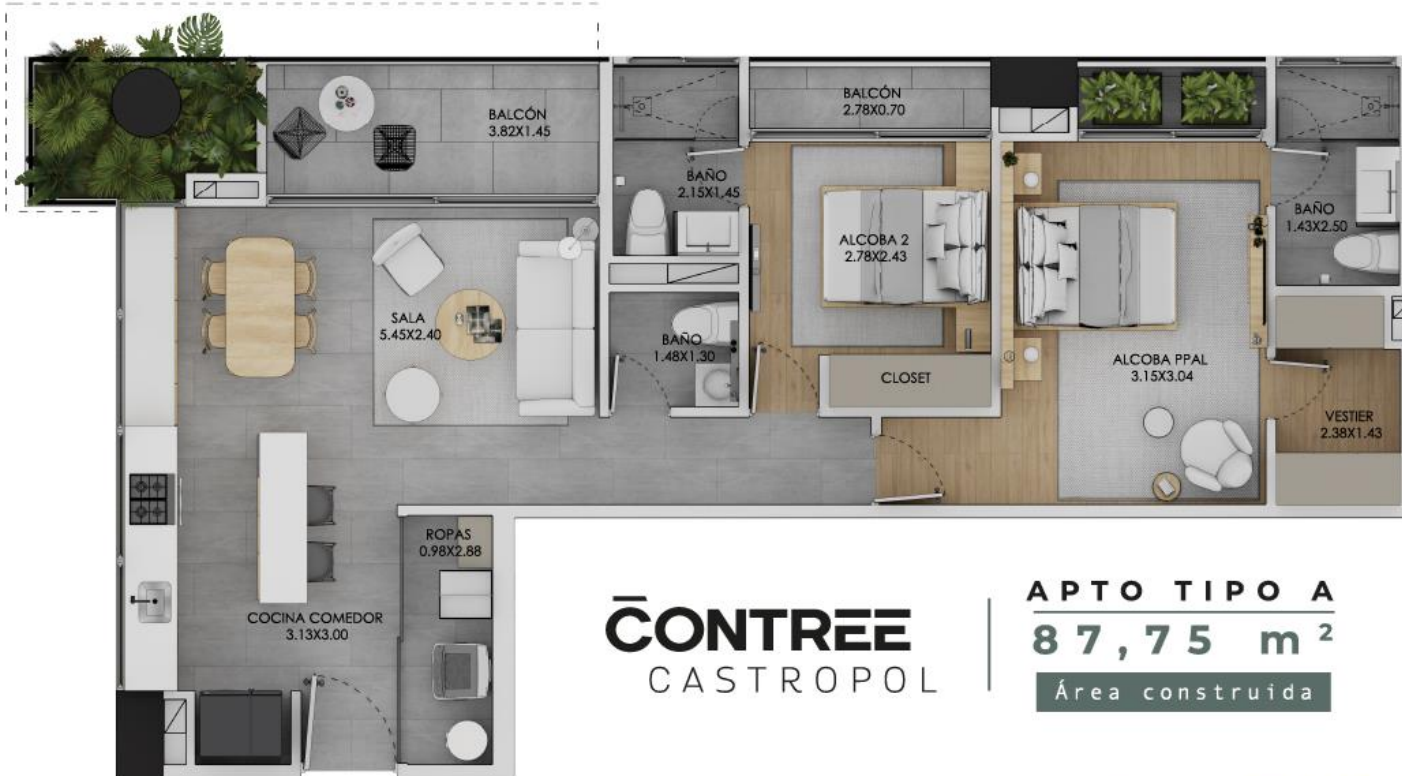 BALCÓN
3.82X1.45
BALCÓN
2.78X0.70
BAÑO
2.15X1.45
ALCOBA 2
2.78X2.43
BAÑO
1.43X2.50
SALA
5.45X2.40
BAÑO
1.48X1.30
CLOSET
ALCOBA PPAL
3.15X3.04
VESTIER
2.38X1.43
ROPAS
0.98X2.88
COCINA COMEDOR
3.13X3.00
CONTREE
CASTROPOL
APTO TIPO A
87,75 m²
Área construida